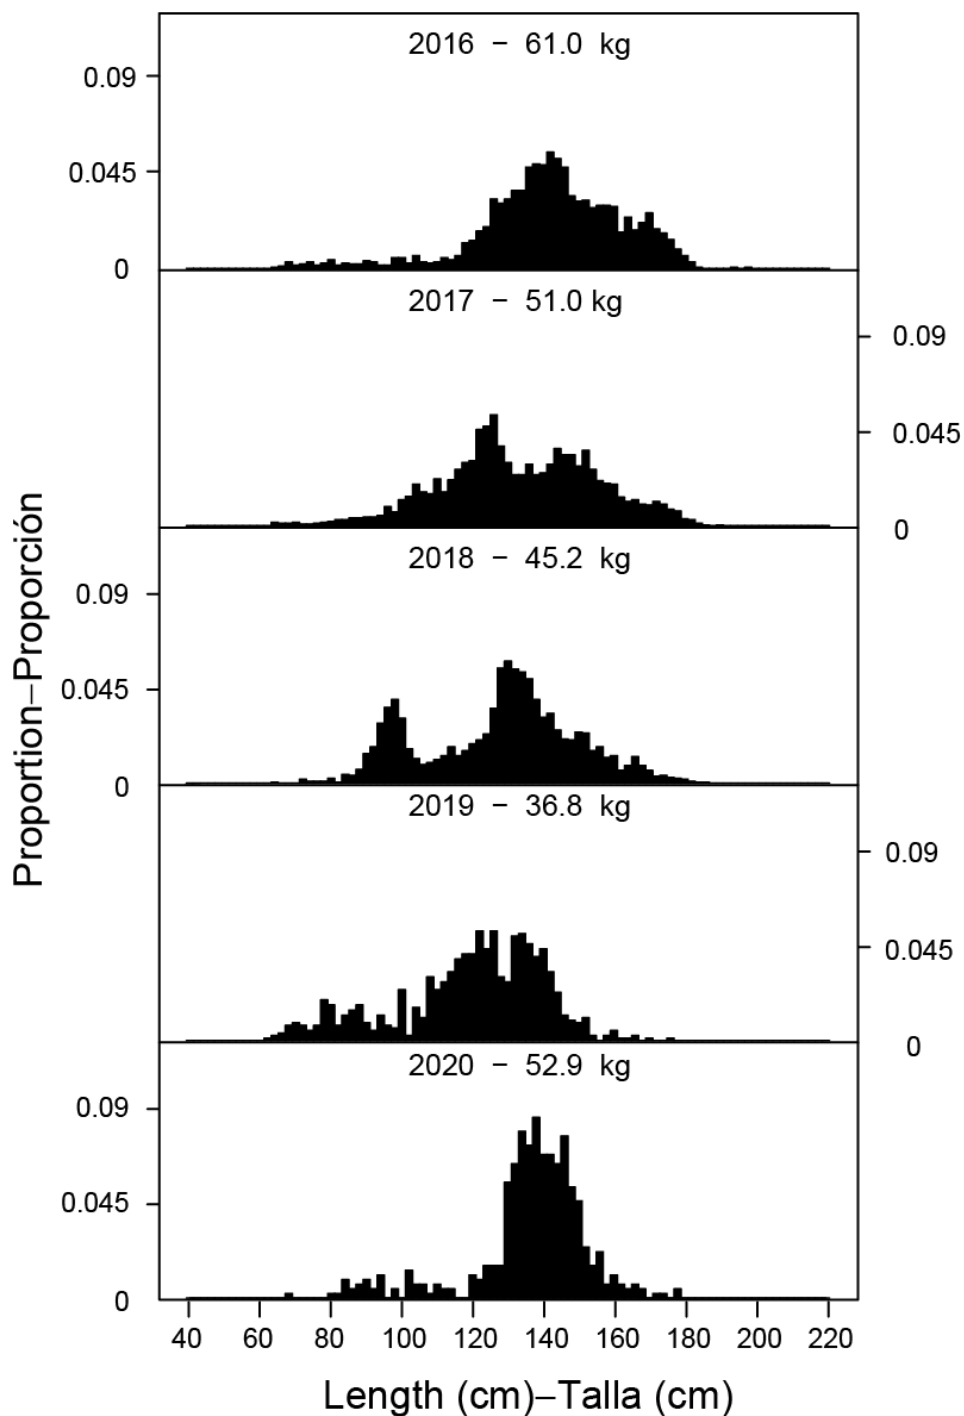 2016 – 61.0 kg
0.09
0.045
0
2017 – 51.0 kg
0.09
0.045
0
2018 – 45.2 kg
0.09
0.045
0
2019 – 36.8 kg
0.09
0.045
0
2020 – 52.9 kg
0.09
0.045
0
Proportion–Proporción
40 60 80 100 120 140 160 180 200 220
Length (cm)–Talla (cm)